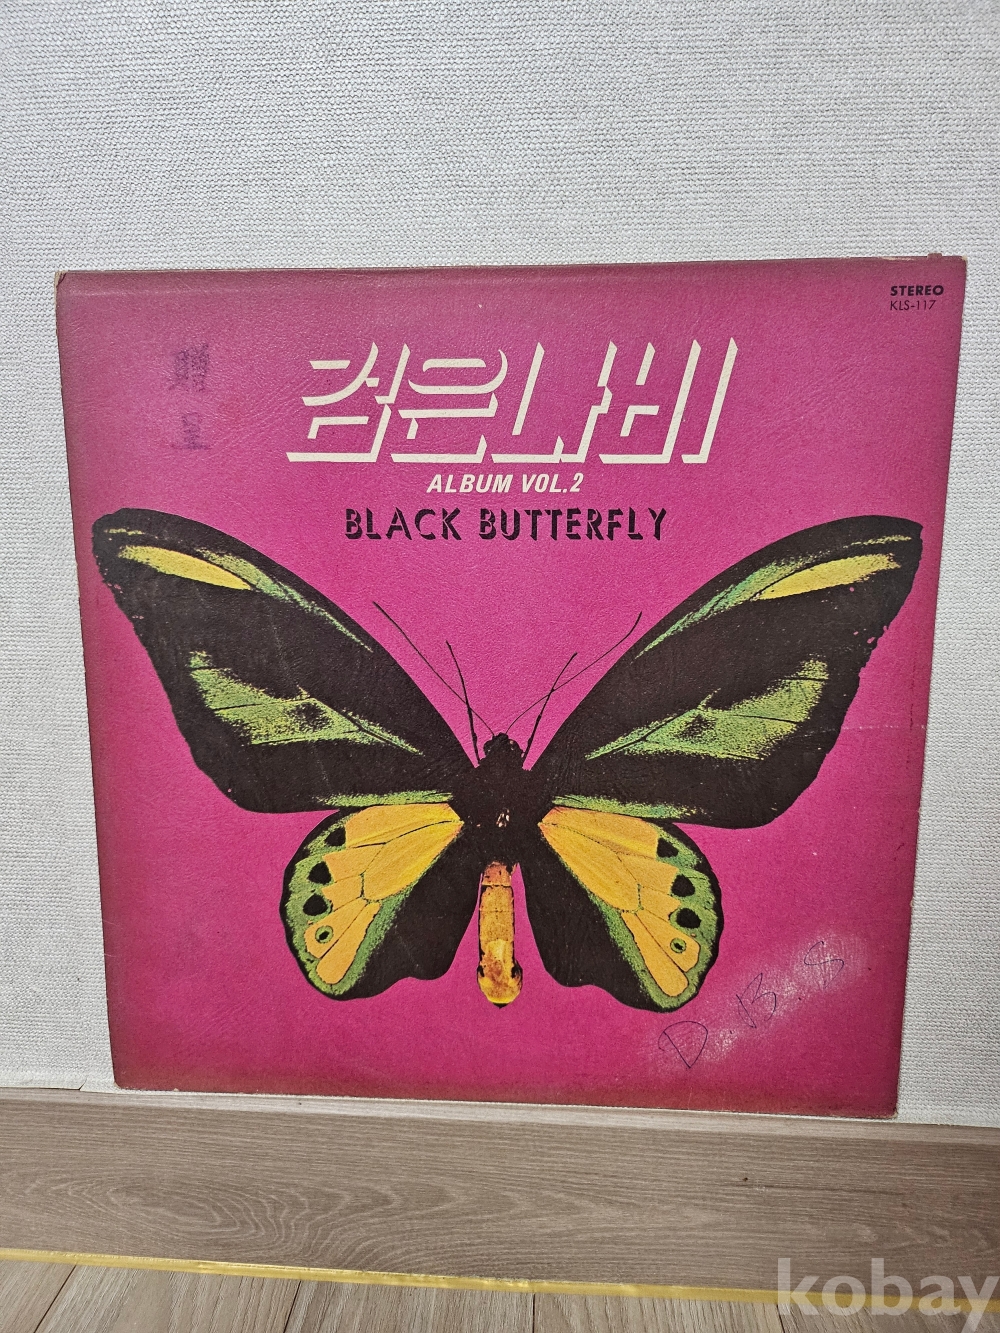 STEREO
KLS-117
검은나비
ALBUM VOL.2
BLACK BUTTERFLY
D.B.S
kobay